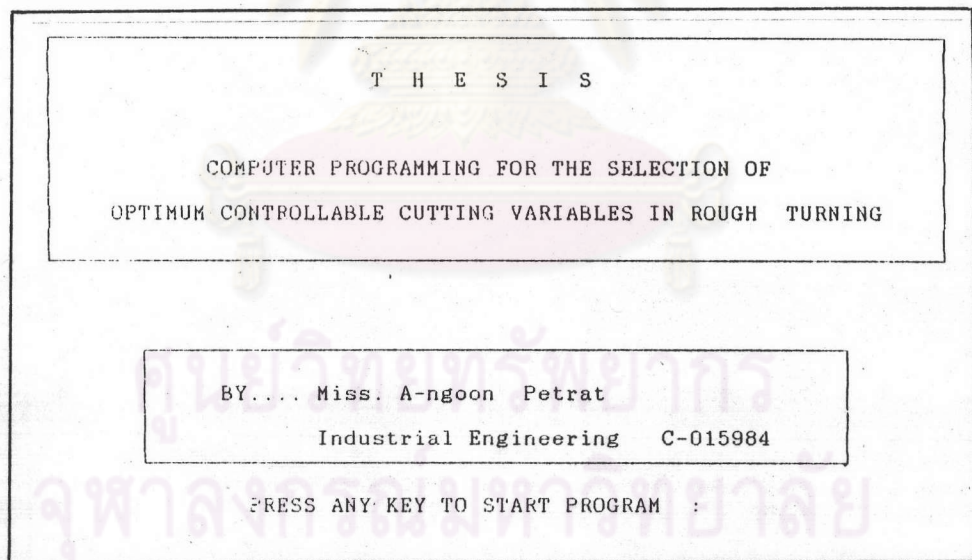 T H E S I S
COMPUTER PROGRAMMING FOR THE SELECTION OF
OPTIMUM CONTROLLABLE CUTTING VARIABLES IN ROUGH TURNING
ศูนย์วิทยทรัพยากร
BY.... Miss. A-ngoon Petrat
Industrial Engineering C-015984
จุฬาลงกรณ์มหาวิทยาลัย
PRESS ANY KEY TO START PROGRAM :